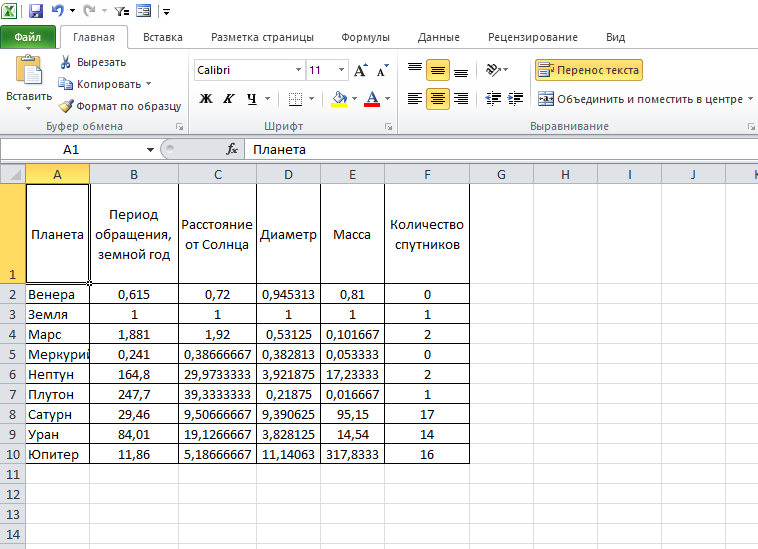 Файл Главная Вставка Разметка страницы Формулы Данные Рецензирование Вид
Вставить
Вырезать
Копировать
Формат по образцу
Буфер обмена
Calibri 11
Ж К Ч
Шрифт
Перенос текста
Объединить и поместить в центре
Выравнивание
A1 fx Планета
A B C D E F G H I J K
1 Планета Период обращения, земной год Расстояние от Солнца Диаметр Масса Количество спутников
2 Венера 0,615 0,72 0,945313 0,81 0
3 Земля 1 1 1 1 1
4 Марс 1,881 1,92 0,53125 0,101667 2
5 Меркурий 0,241 0,38666667 0,382813 0,053333 0
6 Нептун 164,8 29,9733333 3,921875 17,23333 2
7 Плутон 247,7 39,3333333 0,21875 0,016667 1
8 Сатурн 29,46 9,50666667 9,390625 95,15 17
9 Уран 84,01 19,1266667 3,828125 14,54 14
10 Юпитер 11,86 5,18666667 11,14063 317,8333 16
11
12
13
14